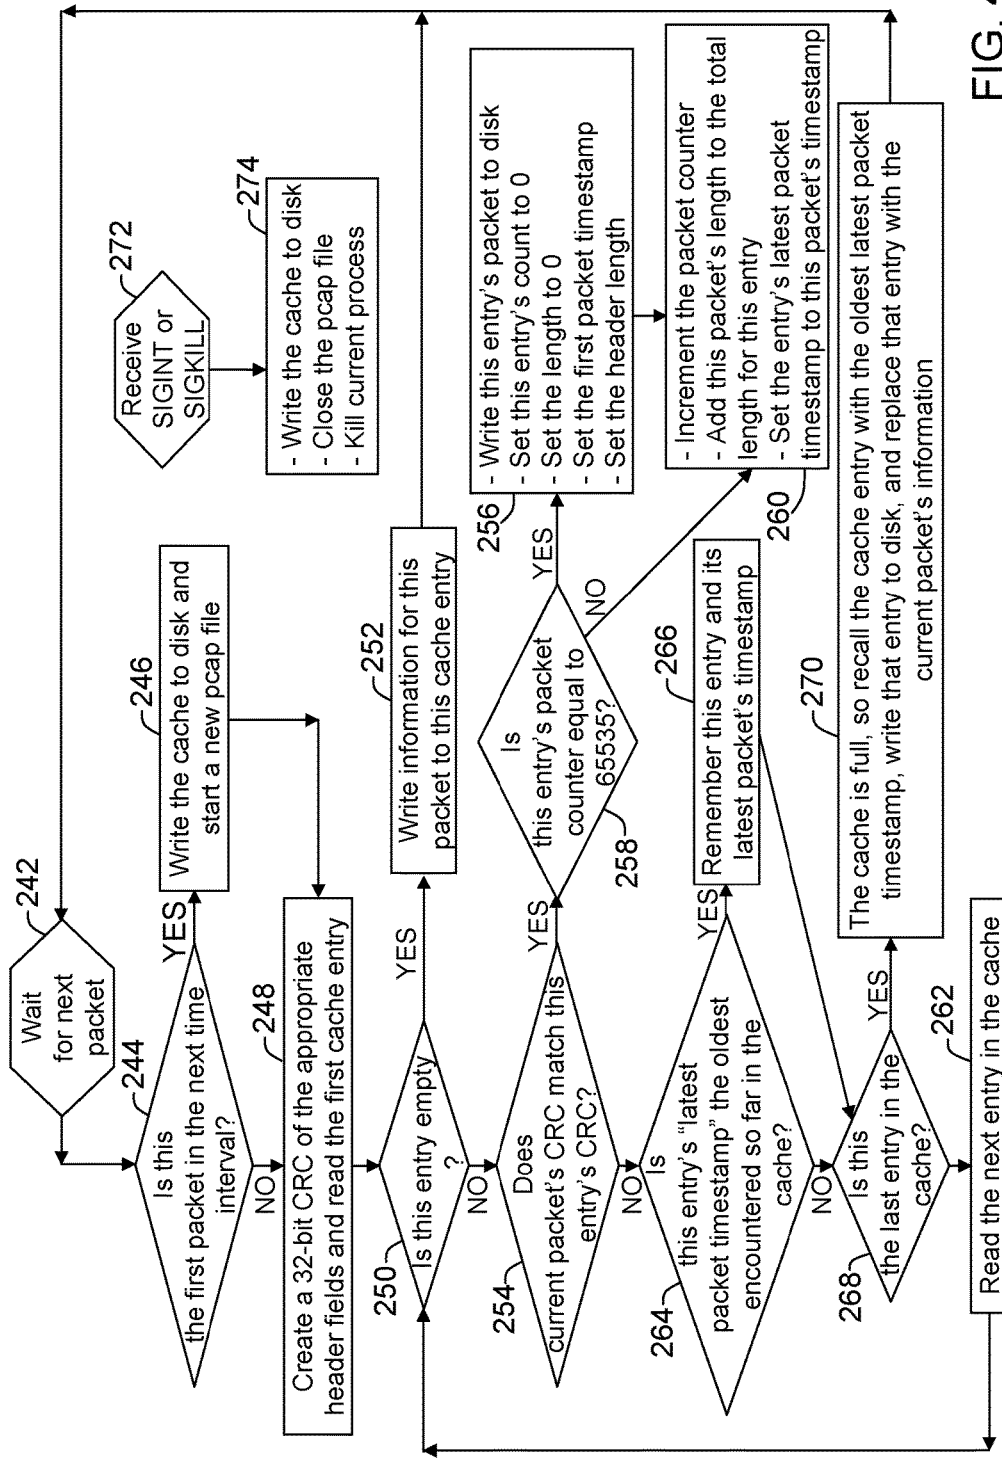 242
Wait
for next
packet
244
Is this
the first packet in the next time
interval?
YES
NO
246
Write the cache to disk and
start a new pcap file
248
Create a 32-bit CRC of the appropriate
header fields and read the first cache entry
250
Is this entry empty
?
YES
NO
252
Write information for this
packet to this cache entry
254
Does
current packet's CRC match this
entry's CRC?
YES
NO
258
Is
this entry's packet
counter equal to
65535?
YES
NO
256
- Write this entry's packet to disk
- Set this entry's count to 0
- Set the length to 0
- Set the first packet timestamp
- Set the header length
260
- Increment the packet counter
- Add this packet's length to the total
length for this entry
- Set the entry's latest packet
timestamp to this packet's timestamp
264
Is
this entry's "latest
packet timestamp" the oldest
encountered so far in the
cache?
YES
NO
266
Remember this entry and its
latest packet's timestamp
268
Is this
the last entry in the
cache?
YES
270
The cache is full, so recall the cache entry with the oldest latest packet
timestamp, write that entry to disk, and replace that entry with the
current packet's information
262
Read the next entry in the cache
272
Receive
SIGINT or
SIGKILL
274
- Write the cache to disk
- Close the pcap file
- Kill current process
FIG.